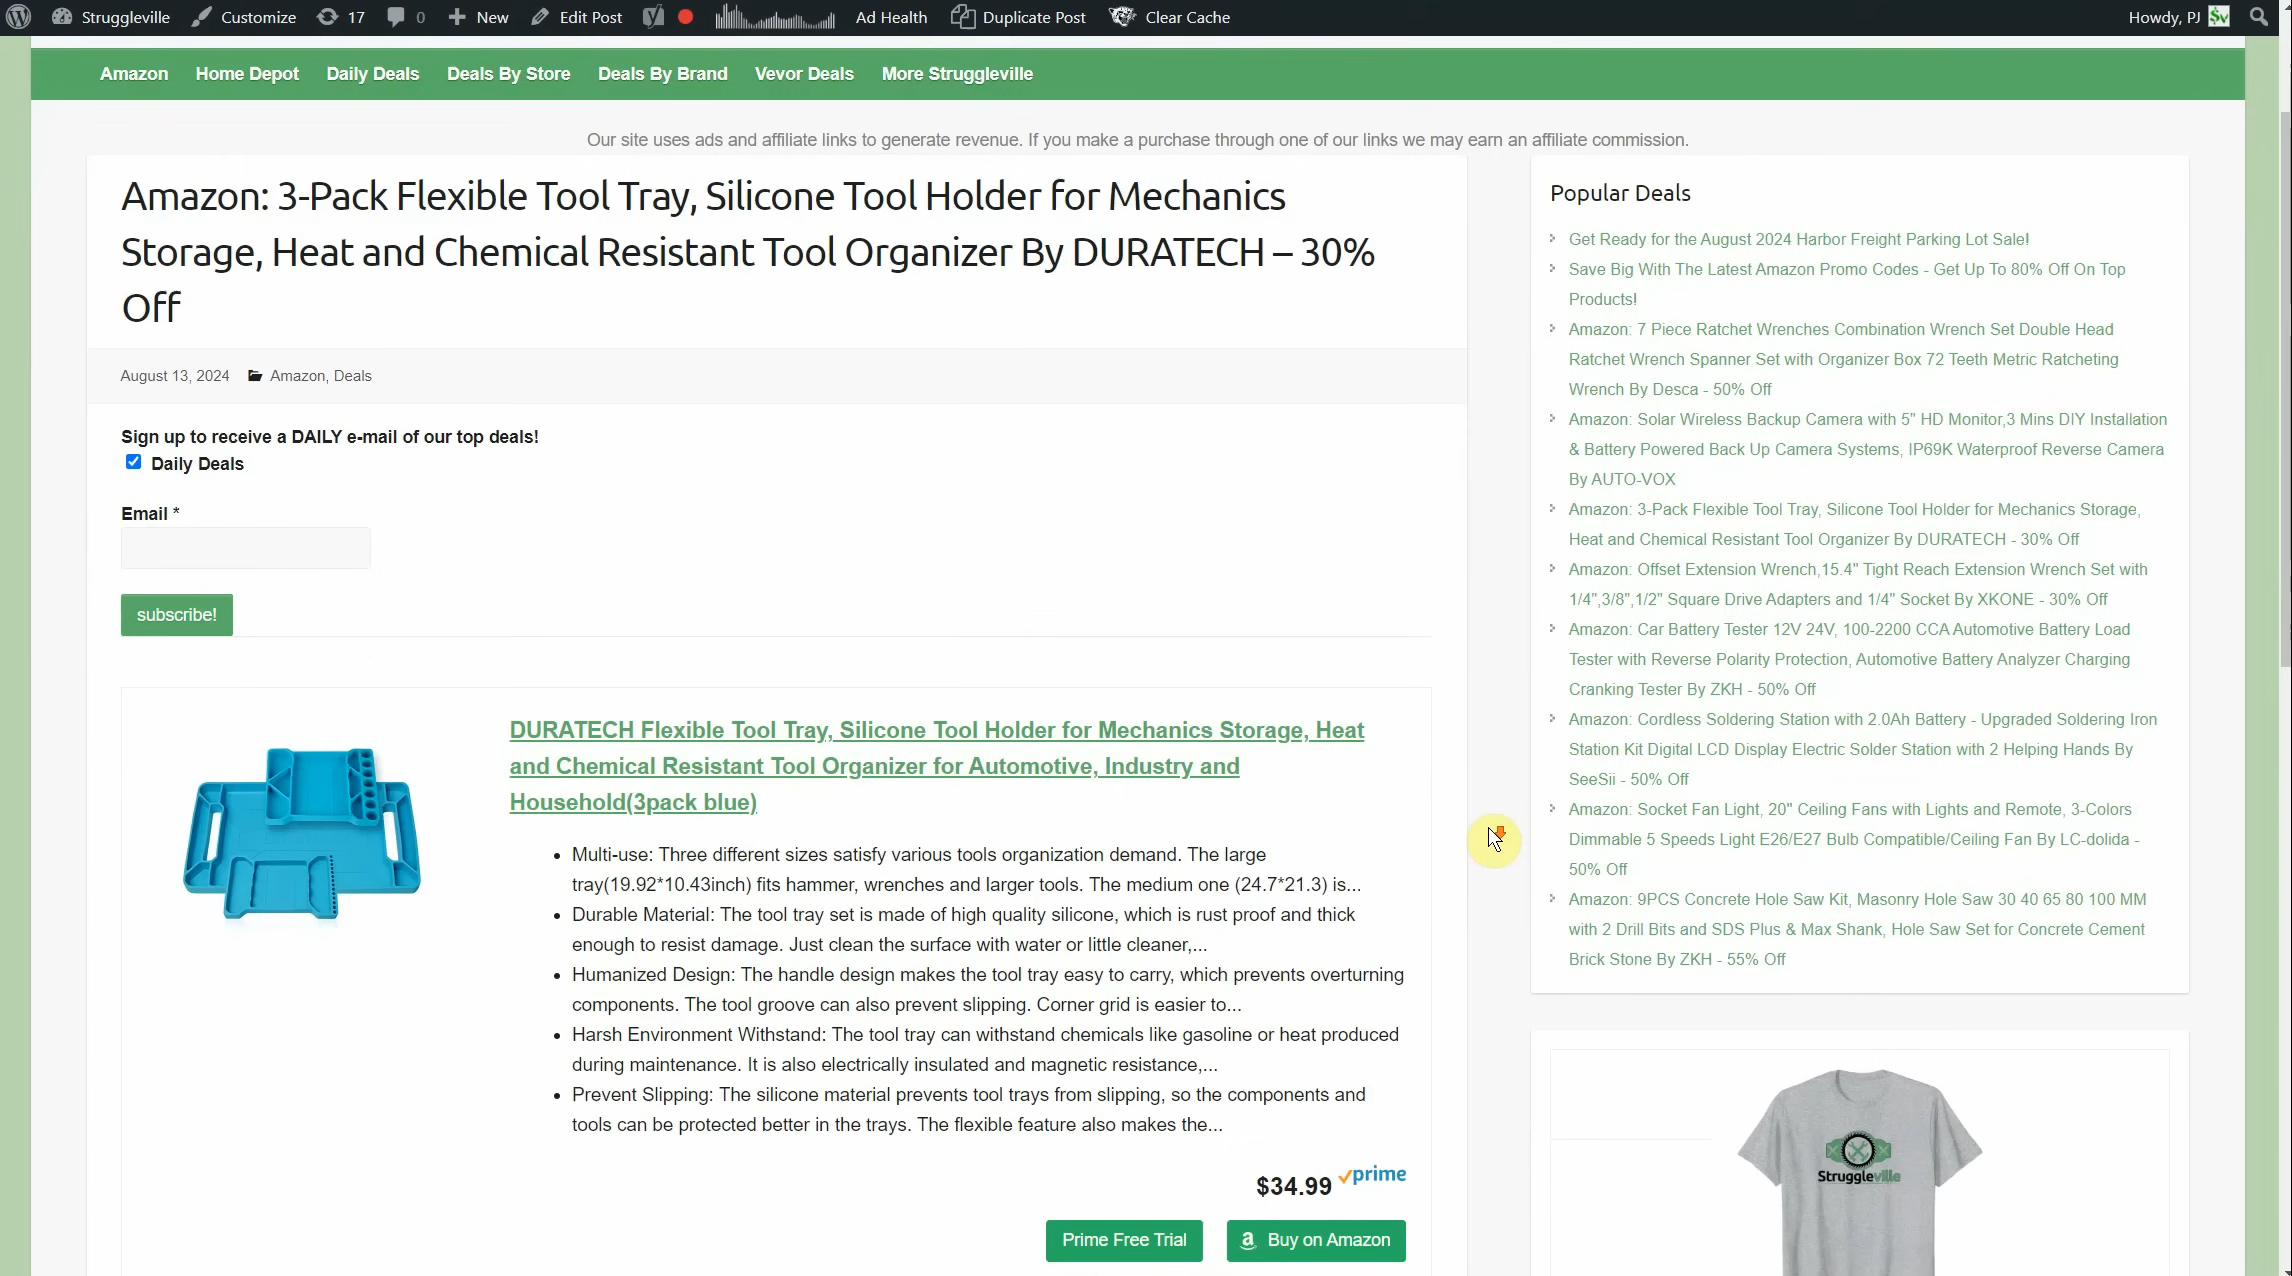 Struggleville Customize 17 0 New Edit Post Ad Health Duplicate Post Clear Cache Howdy, PJ
Amazon Home Depot Daily Deals Deals By Store Deals By Brand Vevor Deals More Struggleville
Our site uses ads and affiliate links to generate revenue. If you make a purchase through one of our links we may earn an affiliate commission.
Amazon: 3-Pack Flexible Tool Tray, Silicone Tool Holder for Mechanics
Storage, Heat and Chemical Resistant Tool Organizer By DURATECH – 30%
Off
August 13, 2024 Amazon, Deals
Sign up to receive a DAILY e-mail of our top deals!
Daily Deals
Email *
subscribe!
DURATECH Flexible Tool Tray, Silicone Tool Holder for Mechanics Storage, Heat
and Chemical Resistant Tool Organizer for Automotive, Industry and
Household(3pack blue)
• Multi-use: Three different sizes satisfy various tools organization demand. The large
tray(19.92*10.43inch) fits hammer, wrenches and larger tools. The medium one (24.7*21.3) is...
• Durable Material: The tool tray set is made of high quality silicone, which is rust proof and thick
enough to resist damage. Just clean the surface with water or little cleaner,...
• Humanized Design: The handle design makes the tool tray easy to carry, which prevents overturning
components. The tool groove can also prevent slipping. Corner grid is easier to...
• Harsh Environment Withstand: The tool tray can withstand chemicals like gasoline or heat produced
during maintenance. It is also electrically insulated and magnetic resistance,...
• Prevent Slipping: The silicone material prevents tool trays from slipping, so the components and
tools can be protected better in the trays. The flexible feature also makes the...
$34.99 prime
Prime Free Trial Buy on Amazon
Popular Deals
Get Ready for the August 2024 Harbor Freight Parking Lot Sale!
Save Big With The Latest Amazon Promo Codes - Get Up To 80% Off On Top
Products!
Amazon: 7 Piece Ratchet Wrenches Combination Wrench Set Double Head
Ratchet Wrench Spanner Set with Organizer Box 72 Teeth Metric Ratcheting
Wrench By Desca - 50% Off
Amazon: Solar Wireless Backup Camera with 5" HD Monitor,3 Mins DIY Installation
& Battery Powered Back Up Camera Systems, IP69K Waterproof Reverse Camera
By AUTO-VOX
Amazon: 3-Pack Flexible Tool Tray, Silicone Tool Holder for Mechanics Storage,
Heat and Chemical Resistant Tool Organizer By DURATECH - 30% Off
Amazon: Offset Extension Wrench,15.4" Tight Reach Extension Wrench Set with
1/4",3/8",1/2" Square Drive Adapters and 1/4" Socket By XKONE - 30% Off
Amazon: Car Battery Tester 12V 24V, 100-2200 CCA Automotive Battery Load
Tester with Reverse Polarity Protection, Automotive Battery Analyzer Charging
Cranking Tester By ZKH - 50% Off
Amazon: Cordless Soldering Station with 2.0Ah Battery - Upgraded Soldering Iron
Station Kit Digital LCD Display Electric Solder Station with 2 Helping Hands By
SeeSii - 50% Off
Amazon: Socket Fan Light, 20" Ceiling Fans with Lights and Remote, 3-Colors
Dimmable 5 Speeds Light E26/E27 Bulb Compatible/Ceiling Fan By LC-dolida -
50% Off
Amazon: 9PCS Concrete Hole Saw Kit, Masonry Hole Saw 30 40 65 80 100 MM
with 2 Drill Bits and SDS Plus & Max Shank, Hole Saw Set for Concrete Cement
Brick Stone By ZKH - 55% Off
Struggleville